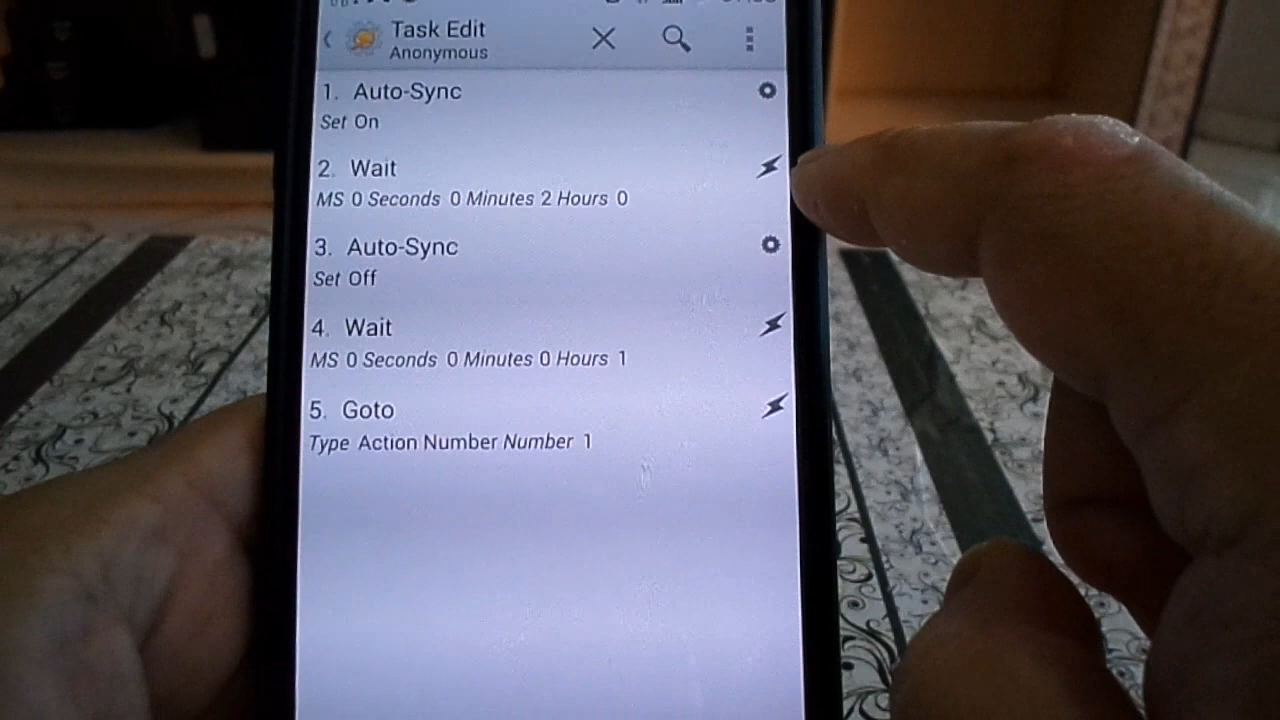 Task Edit
Anonymous
1. Auto-Sync
Set On
2. Wait
MS 0 Seconds 0 Minutes 2 Hours 0
3. Auto-Sync
Set Off
4. Wait
MS 0 Seconds 0 Minutes 0 Hours 1
5. Goto
Type Action Number Number 1